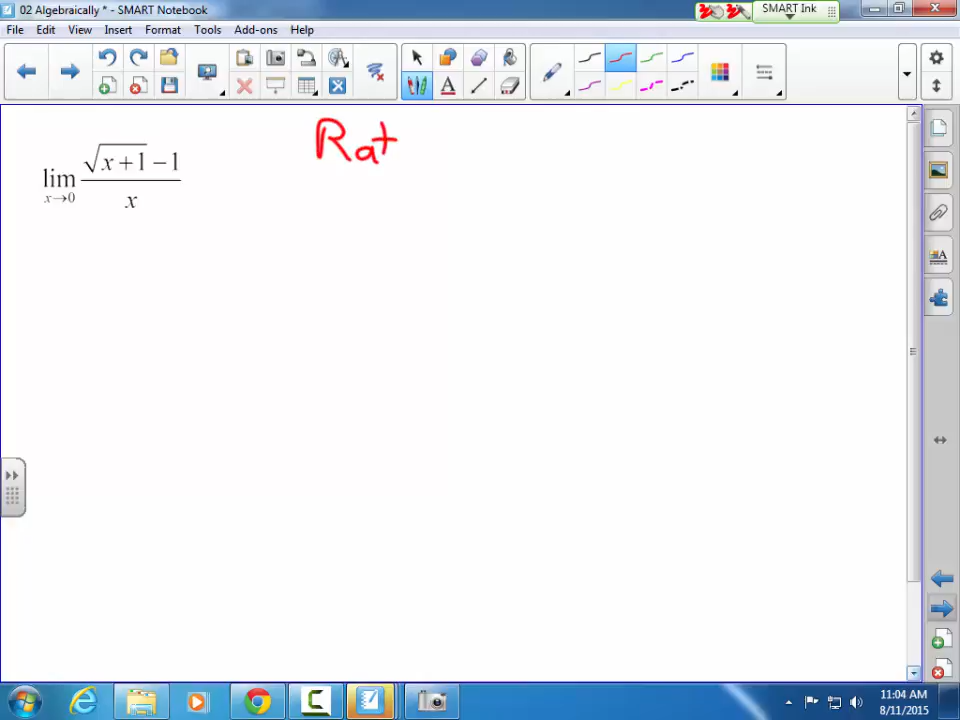 02 Algebraically * - SMART Notebook
SMART Ink
File Edit View Insert Format Tools Add-ons Help
Rat
lim x→0 √(x+1) − 1 / x
11:04 AM
8/11/2015